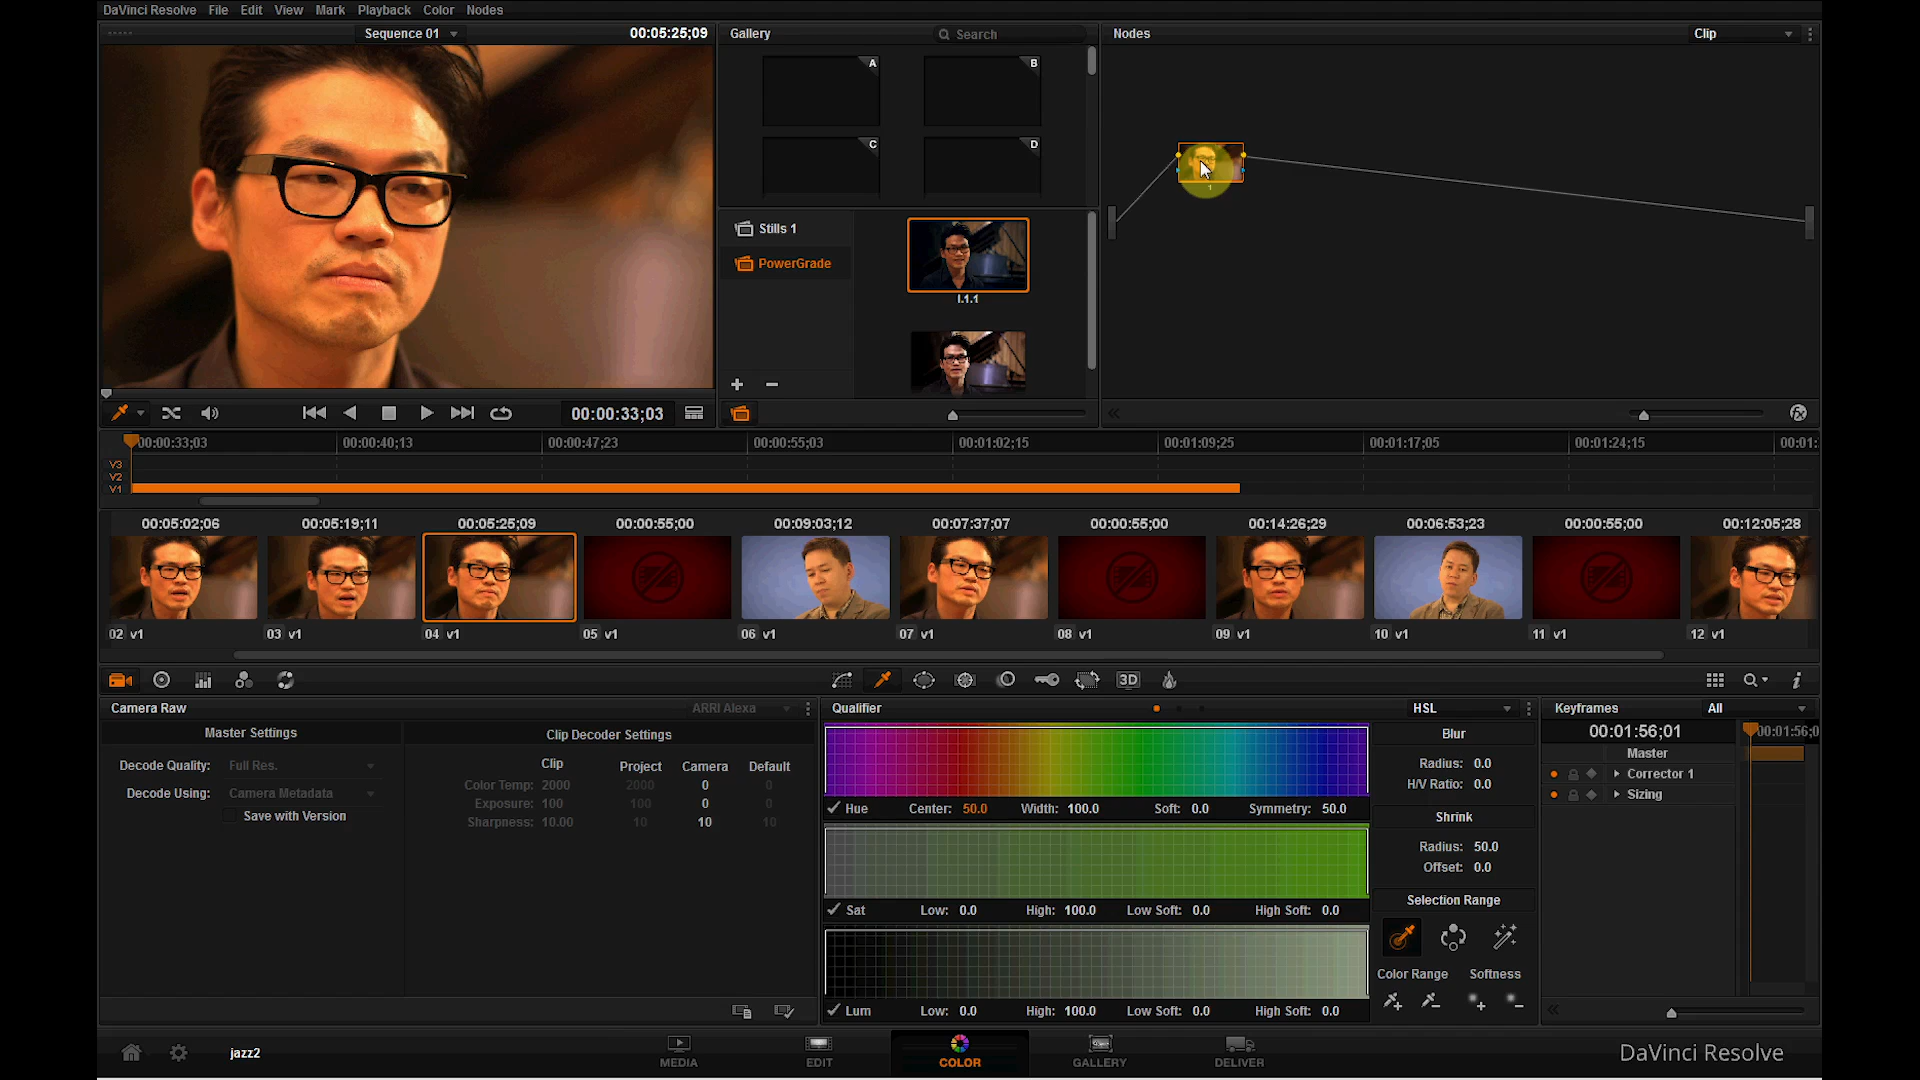 DaVinci Resolve File Edit View Mark Playback Color Nodes
Sequence 01 00:05:25;09 Gallery Search Nodes Clip
A B
C D
Stills 1
PowerGrade
I.1.1
1
00:00:33;03
00:00:33;03 00:00:40;13 00:00:47;23 00:00:55;03 00:01:02;15 00:01:09;25 00:01:17;05 00:01:24;15 00:01:
V3
V2
V1
00:05:02;06 00:05:19;11 00:05:25;09 00:00:55;00 00:09:03;12 00:07:37;07 00:00:55;00 00:14:26;29 00:06:53;23 00:00:55;00 00:12:05;28
02 v1 03 v1 04 v1 05 v1 06 v1 07 v1 08 v1 09 v1 10 v1 11 v1 12 v1
3D
Camera Raw ARRI Alexa
Master Settings Clip Decoder Settings
Clip Project Camera Default
Decode Quality: Full Res.
Decode Using: Camera Metadata
Save with Version
Color Temp: 2000 2000 0 0
Exposure: 100 100 0 0
Sharpness: 10.00 10 10 10
Qualifier HSL
Hue Center: 50.0 Width: 100.0 Soft: 0.0 Symmetry: 50.0
Sat Low: 0.0 High: 100.0 Low Soft: 0.0 High Soft: 0.0
Lum Low: 0.0 High: 100.0 Low Soft: 0.0 High Soft: 0.0
Blur
Radius: 0.0
H/V Ratio: 0.0
Shrink
Radius: 50.0
Offset: 0.0
Selection Range
Color Range Softness
Keyframes All
00:01:56;01 00:01:56;0
Master
Corrector 1
Sizing
jazz2 MEDIA EDIT COLOR GALLERY DELIVER DaVinci Resolve